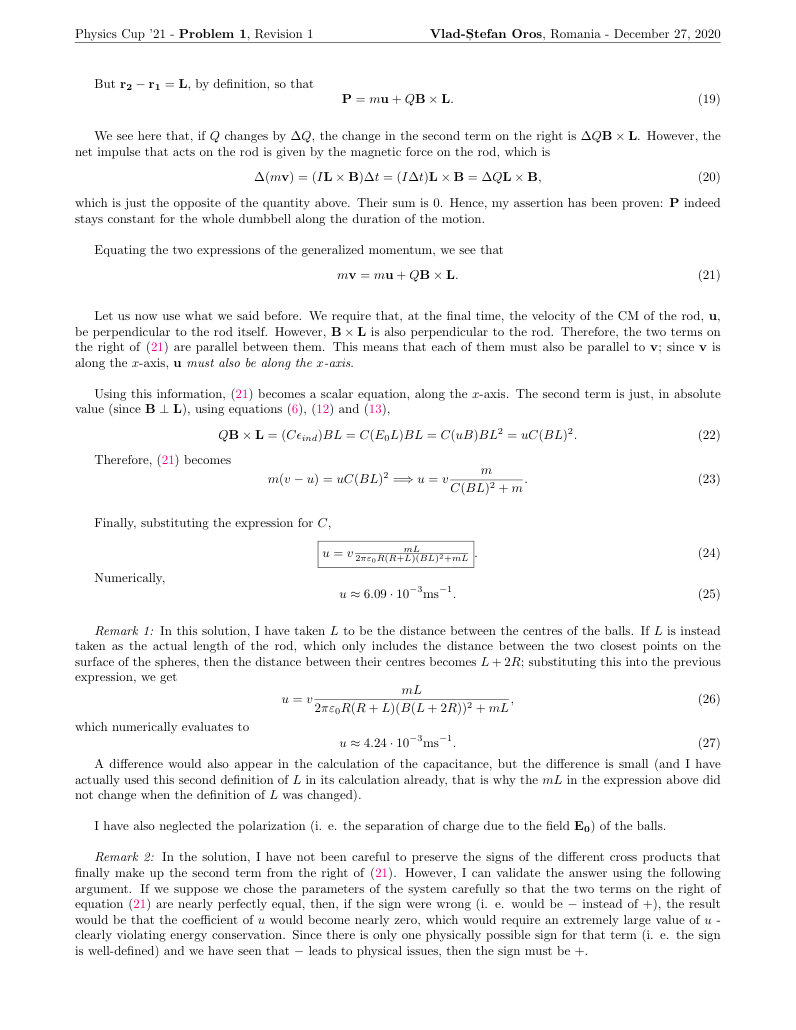 Physics Cup '21 - Problem 1, Revision 1 Vlad-Ștefan Oros, Romania - December 27, 2020
But r₂ − r₁ = L, by definition, so that
P = mu + QB × L. (19)
We see here that, if Q changes by ΔQ, the change in the second term on the right is ΔQB × L. However, the
net impulse that acts on the rod is given by the magnetic force on the rod, which is
Δ(mv) = (IL × B)Δt = (IΔt)L × B = ΔQL × B, (20)
which is just the opposite of the quantity above. Their sum is 0. Hence, my assertion has been proven: P indeed
stays constant for the whole dumbbell along the duration of the motion.
Equating the two expressions of the generalized momentum, we see that
mv = mu + QB × L. (21)
Let us now use what we said before. We require that, at the final time, the velocity of the CM of the rod, u,
be perpendicular to the rod itself. However, B × L is also perpendicular to the rod. Therefore, the two terms on
the right of (21) are parallel between them. This means that each of them must also be parallel to v; since v is
along the x-axis, u must also be along the x-axis.
Using this information, (21) becomes a scalar equation, along the x-axis. The second term is just, in absolute
value (since B ⊥ L), using equations (6), (12) and (13),
QB × L = (Cϵ_ind)BL = C(E₀L)BL = C(uB)BL² = uC(BL)². (22)
Therefore, (21) becomes
m(v − u) = uC(BL)² ⟹ u = v m/(C(BL)² + m). (23)
Finally, substituting the expression for C,
u = v mL/(2πε₀R(R+L)(BL)²+mL). (24)
Numerically,
u ≈ 6.09 · 10⁻³ms⁻¹. (25)
Remark 1: In this solution, I have taken L to be the distance between the centres of the balls. If L is instead
taken as the actual length of the rod, which only includes the distance between the two closest points on the
surface of the spheres, then the distance between their centres becomes L + 2R; substituting this into the previous
expression, we get
u = v mL/(2πε₀R(R + L)(B(L + 2R))² + mL), (26)
which numerically evaluates to
u ≈ 4.24 · 10⁻³ms⁻¹. (27)
A difference would also appear in the calculation of the capacitance, but the difference is small (and I have
actually used this second definition of L in its calculation already, that is why the mL in the expression above did
not change when the definition of L was changed).
I have also neglected the polarization (i. e. the separation of charge due to the field E₀) of the balls.
Remark 2: In the solution, I have not been careful to preserve the signs of the different cross products that
finally make up the second term from the right of (21). However, I can validate the answer using the following
argument. If we suppose we chose the parameters of the system carefully so that the two terms on the right of
equation (21) are nearly perfectly equal, then, if the sign were wrong (i. e. would be − instead of +), the result
would be that the coefficient of u would become nearly zero, which would require an extremely large value of u -
clearly violating energy conservation. Since there is only one physically possible sign for that term (i. e. the sign
is well-defined) and we have seen that − leads to physical issues, then the sign must be +.